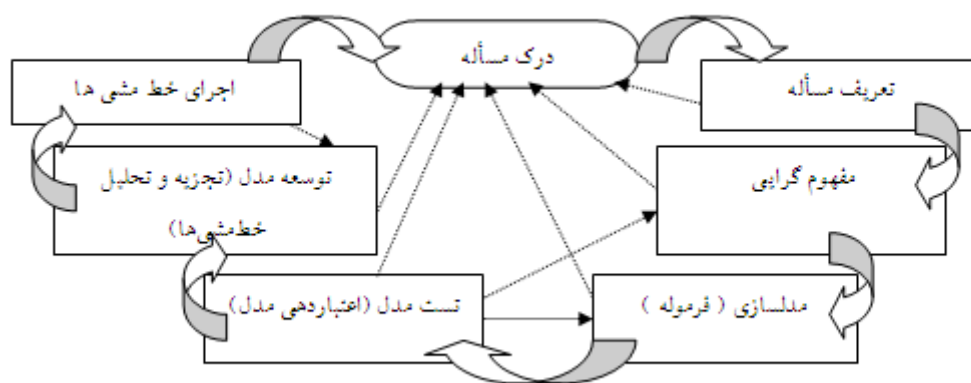 درک مسأله
تعریف مسأله
مفهوم گرایی
مدلسازی ( فرموله )
تست مدل (اعتباردهی مدل)
توسعه مدل (تجزیه و تحلیل
خط‌مشی‌ها)
اجرای خط مشی ها